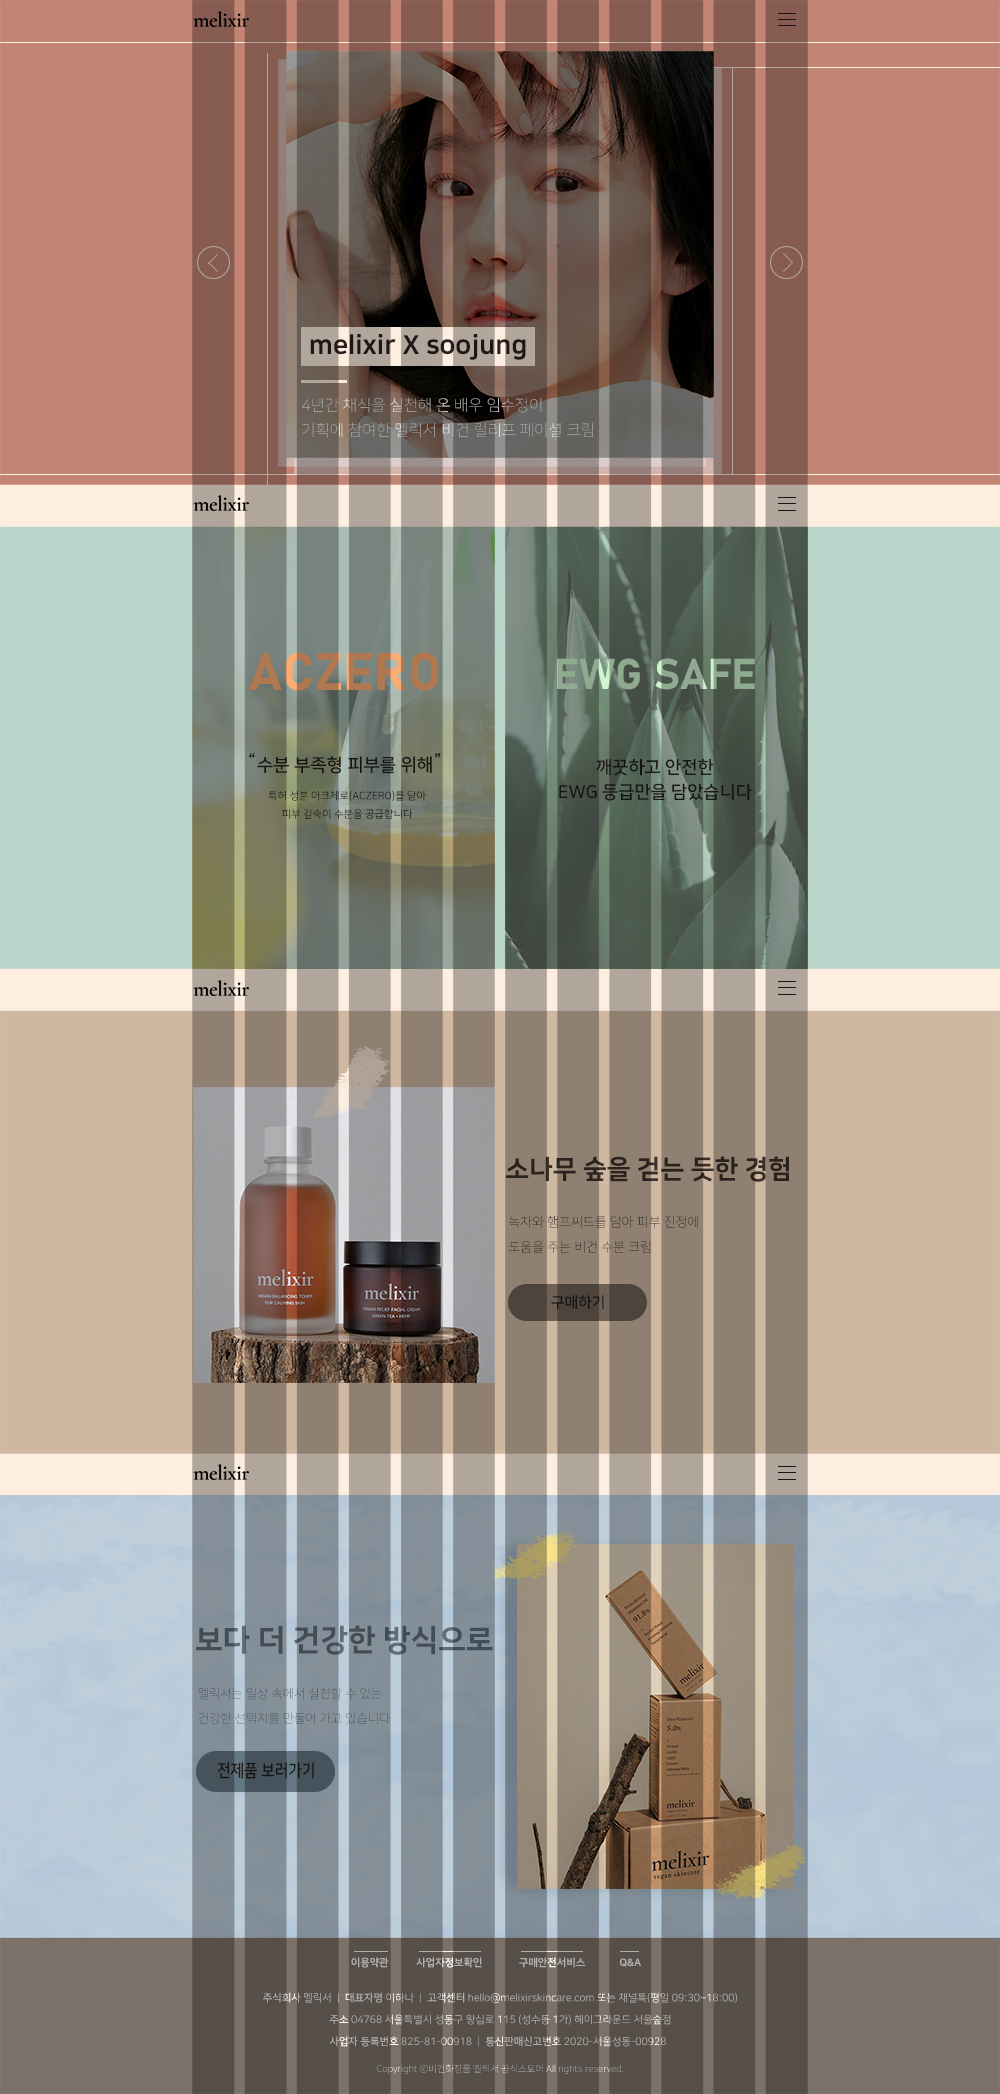 melixir
melixir X soojung
4년간 채식을 실천해 온 배우 임수정이
기획에 참여한 멜릭서 비건 릴리프 페이셜 크림
melixir
ACZERO
“수분 부족형 피부를 위해”
특허 성분 아크제로(ACZERO)를 담아
피부 깊숙이 수분을 공급합니다
EWG SAFE
깨끗하고 안전한
EWG 등급만을 담았습니다
melixir
melixir
VEGAN BALANCING TONER
FOR CALMING SKIN
melixir
VEGAN RELIEF FACIAL CREAM
GREEN TEA + HEMP
소나무 숲을 걷는 듯한 경험
녹차와 햄프씨드를 담아 피부 진정에
도움을 주는 비건 수분 크림
구매하기
melixir
보다 더 건강한 방식으로
멜릭서는 일상 속에서 실천할 수 있는
건강한 선택지를 만들어 가고 있습니다
전제품 보러가기
91.8%
melixir
5.0%
melixir
melixir
vegan skincare
이용약관 사업자정보확인 구매안전서비스 Q&A
주식회사 멜릭서 | 대표자명 이하나 | 고객센터 hello@melixirskincare.com 또는 채널톡(평일 09:30~18:00)
주소 04768 서울특별시 성동구 왕십로 115 (성수동 1가) 헤이그라운드 서울숲점
사업자 등록번호 825-81-00918 | 통신판매신고번호 2020-서울성동-00928
Copyright ⓒ비건화장품 멜릭서 공식스토어 All rights reserved.